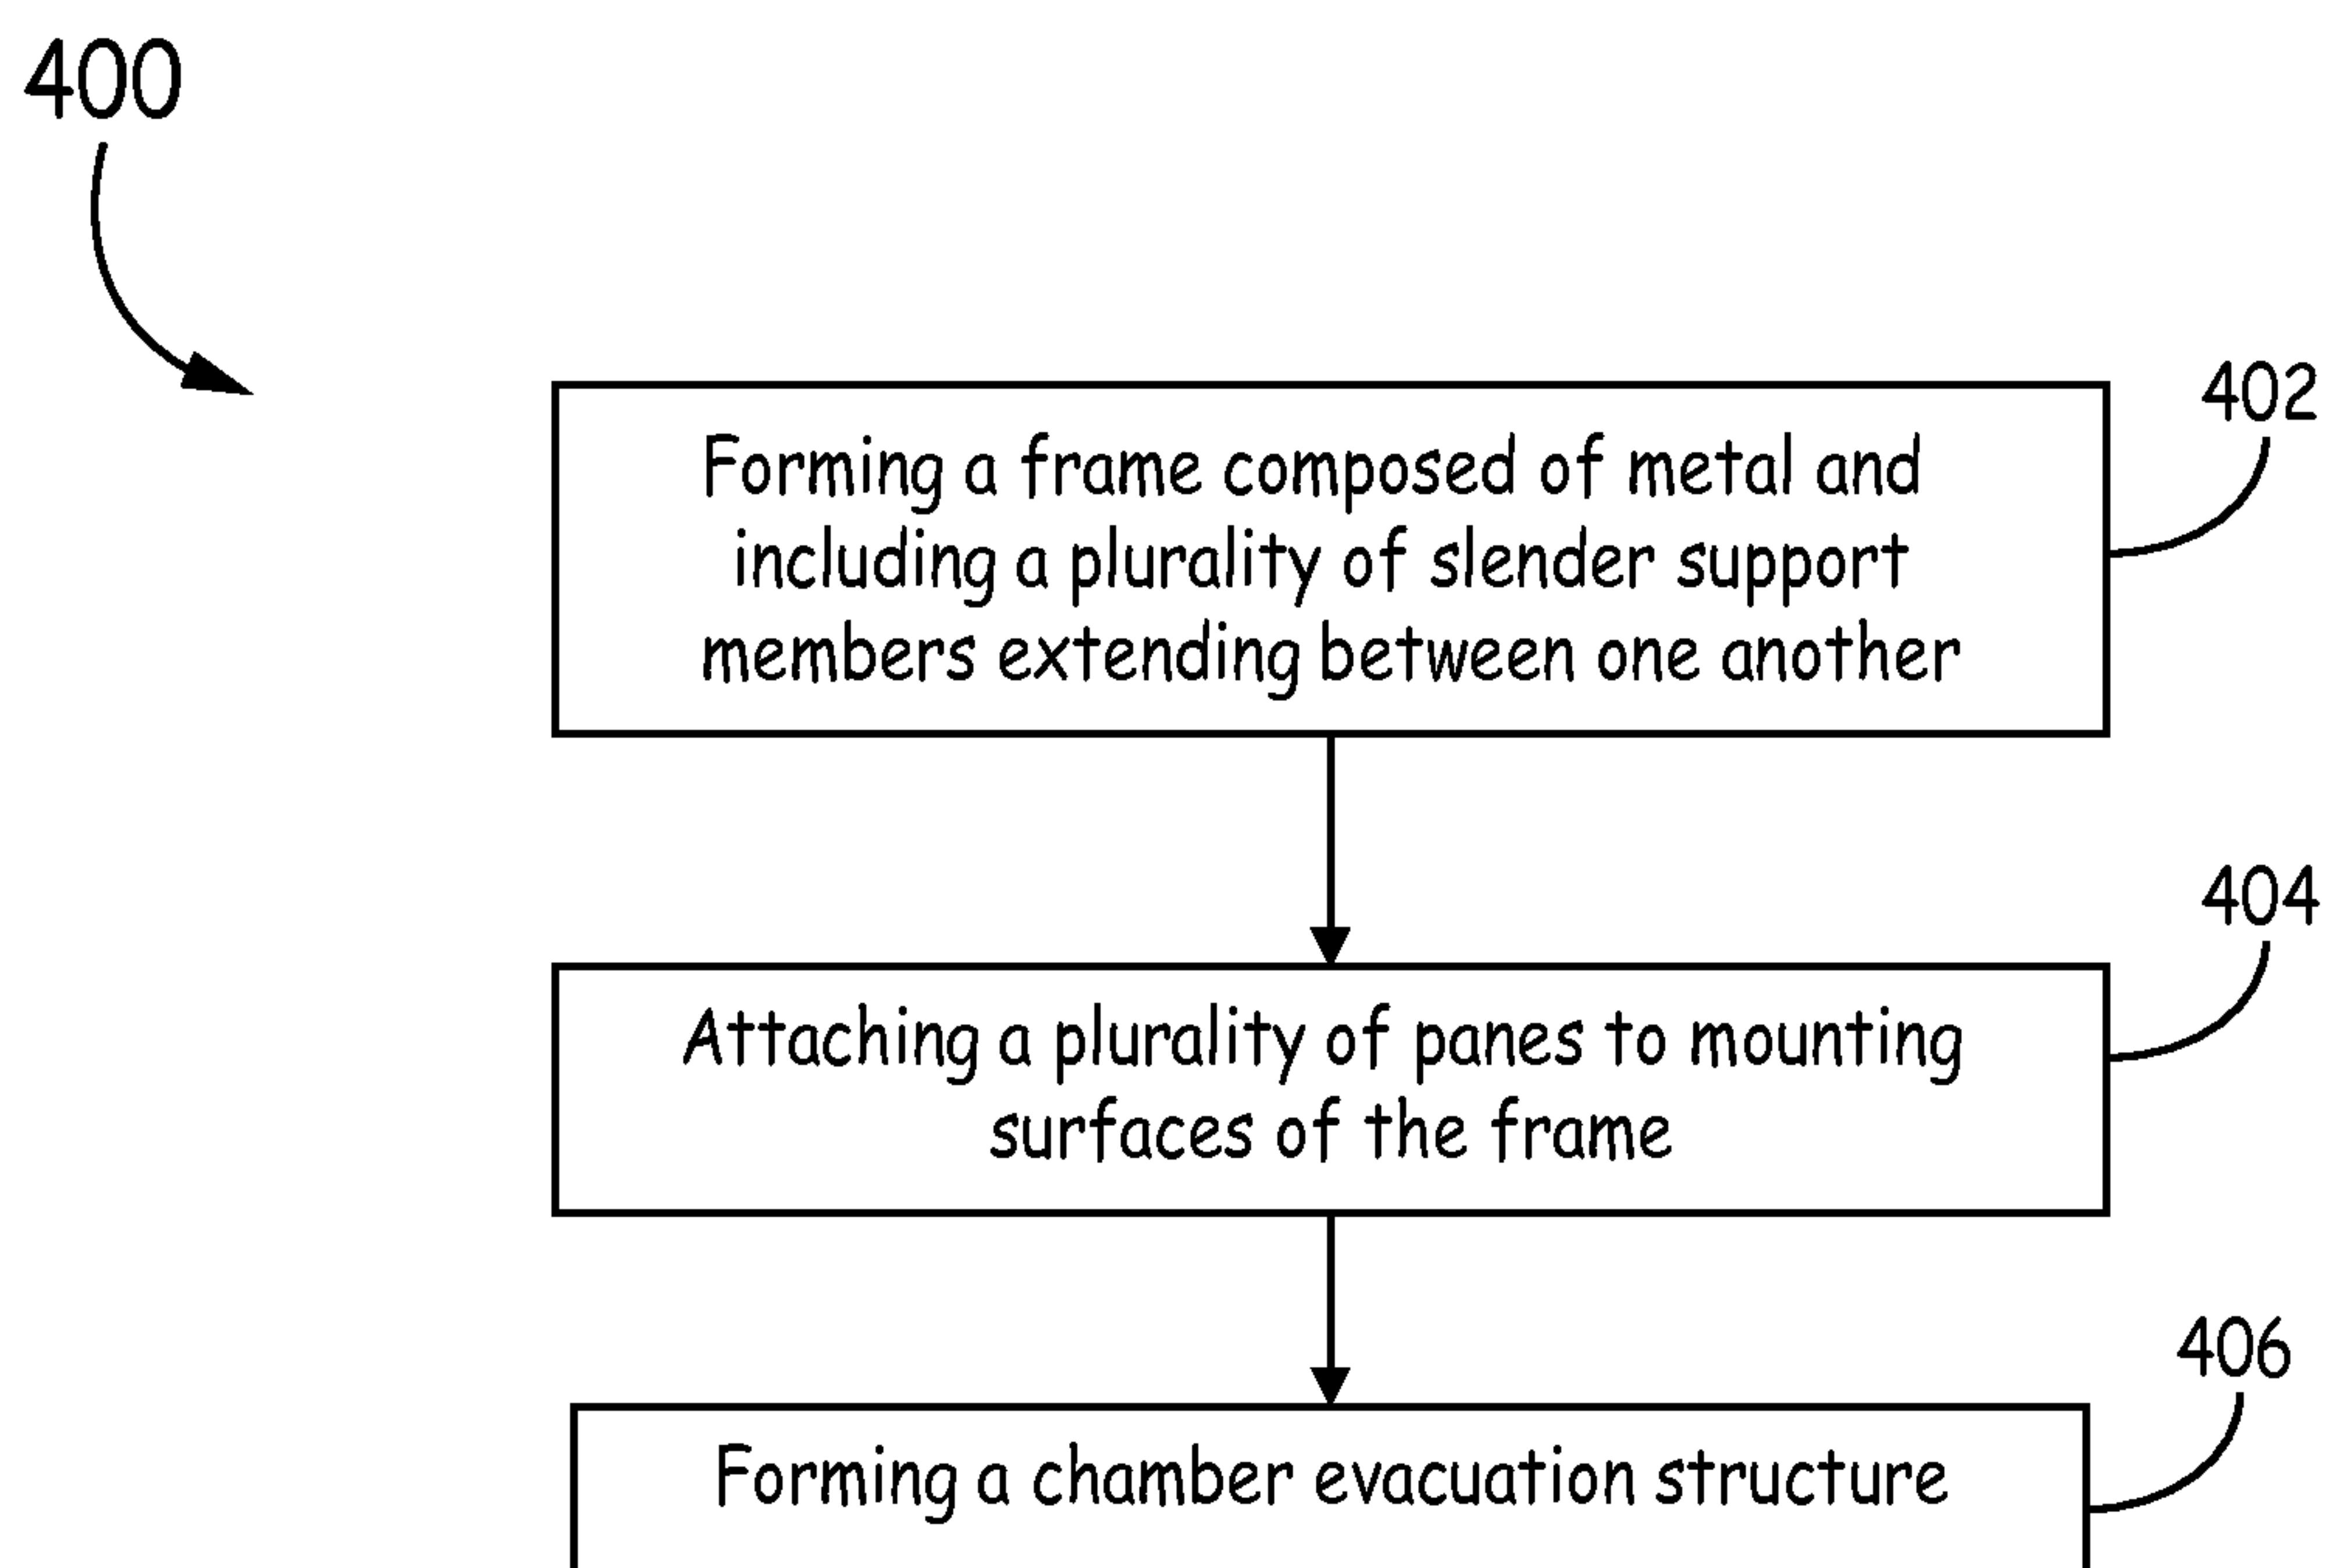 400
402
Forming a frame composed of metal and
including a plurality of slender support
members extending between one another
404
Attaching a plurality of panes to mounting
surfaces of the frame
406
Forming a chamber evacuation structure